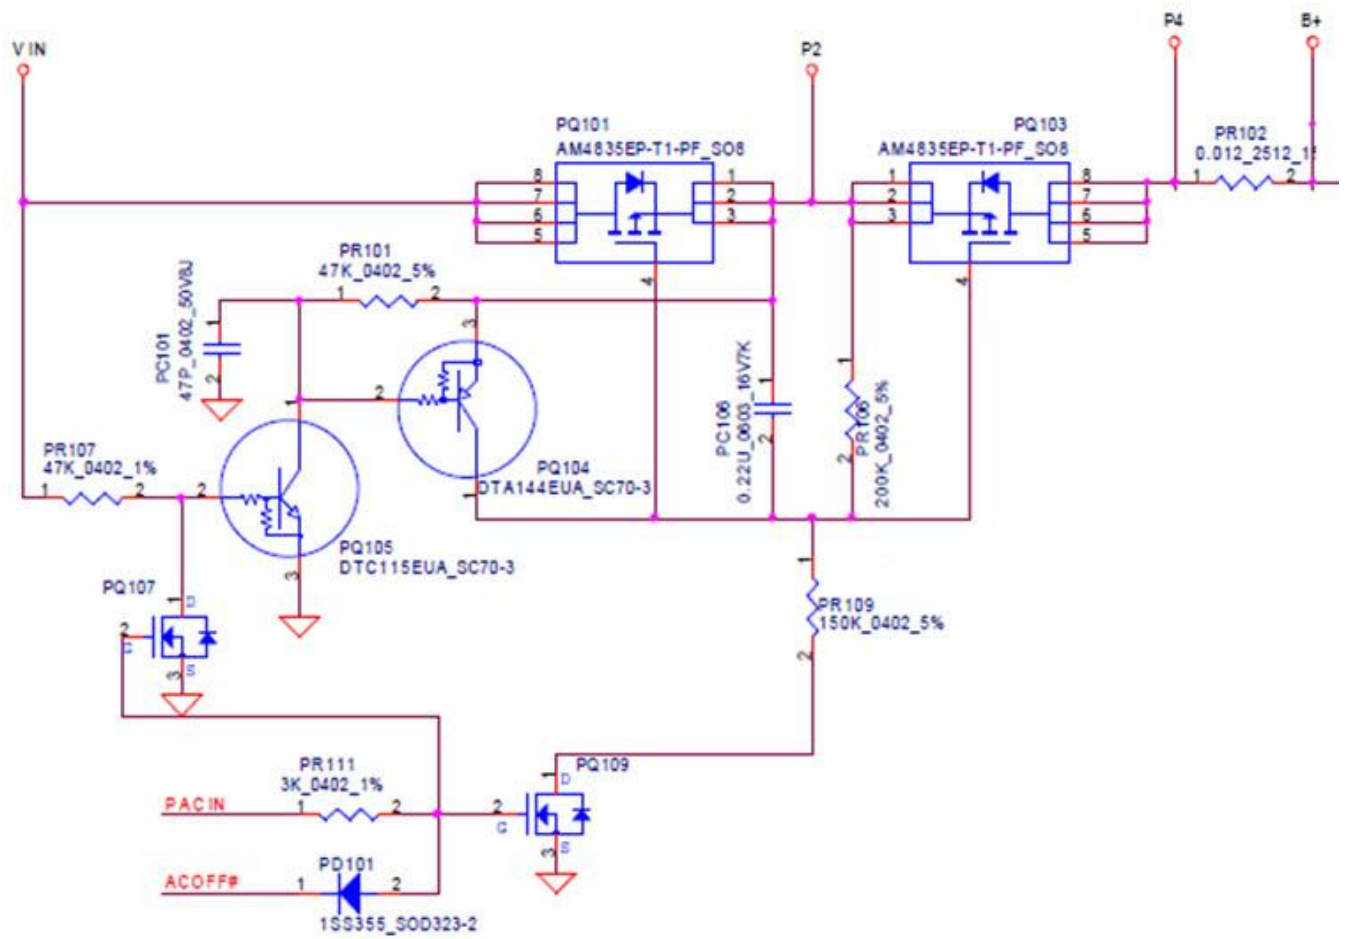 V IN
P2
P4
B+
PQ101
AM4835EP-T1-PF_SO8
PQ103
AM4835EP-T1-PF_SO8
PR102
0.012_2512_1
1
2
8
7
6
5
1
2
3
4
1
2
3
8
7
6
5
4
PR101
47K_0402_5%
1
2
PC101
47P_0402_50V8J
1
2
3
2
1
PQ104
DTA144EUA_SC70-3
PC106
0.22U_0603_16V7K
1
2
PR106
200K_0402_5%
1
2
PR107
47K_0402_1%
1
2
2
1
3
PQ105
DTC115EUA_SC70-3
PQ107
1
D
2
G
3
S
PR109
150K_0402_5%
1
2
PR111
3K_0402_1%
PACIN
1
2
PQ109
1
D
2
G
3
S
PD101
ACOFF#
1
2
1SS355_SOD323-2